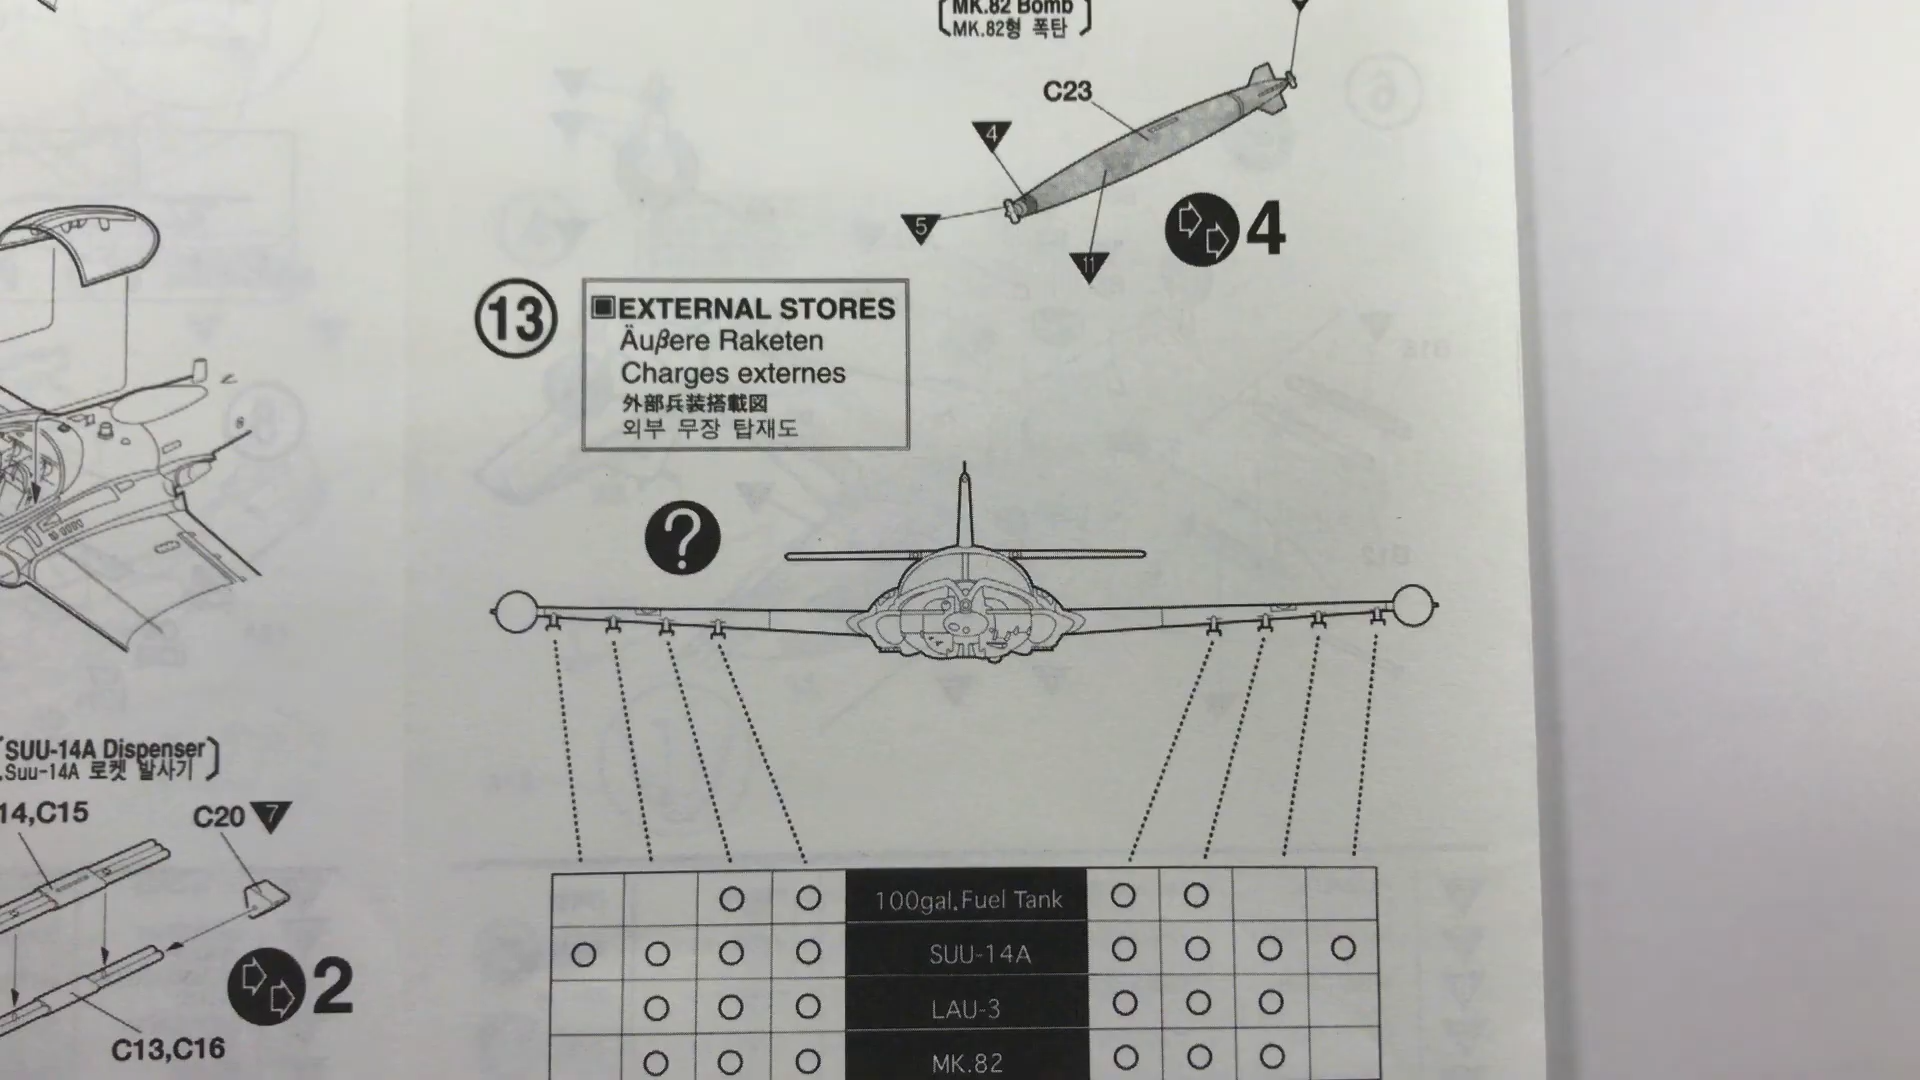 MK.82 Bomb
MK.82형 폭탄
C23
4
5
11
4
13
EXTERNAL STORES
Äußere Raketen
Charges externes
外部兵装搭載図
외부 무장 탑재도
?
SUU-14A Dispenser
Suu-14A 로켓 발사기
14,C15
C20 7
2
C13,C16
100gal.Fuel Tank
SUU-14A
LAU-3
MK.82